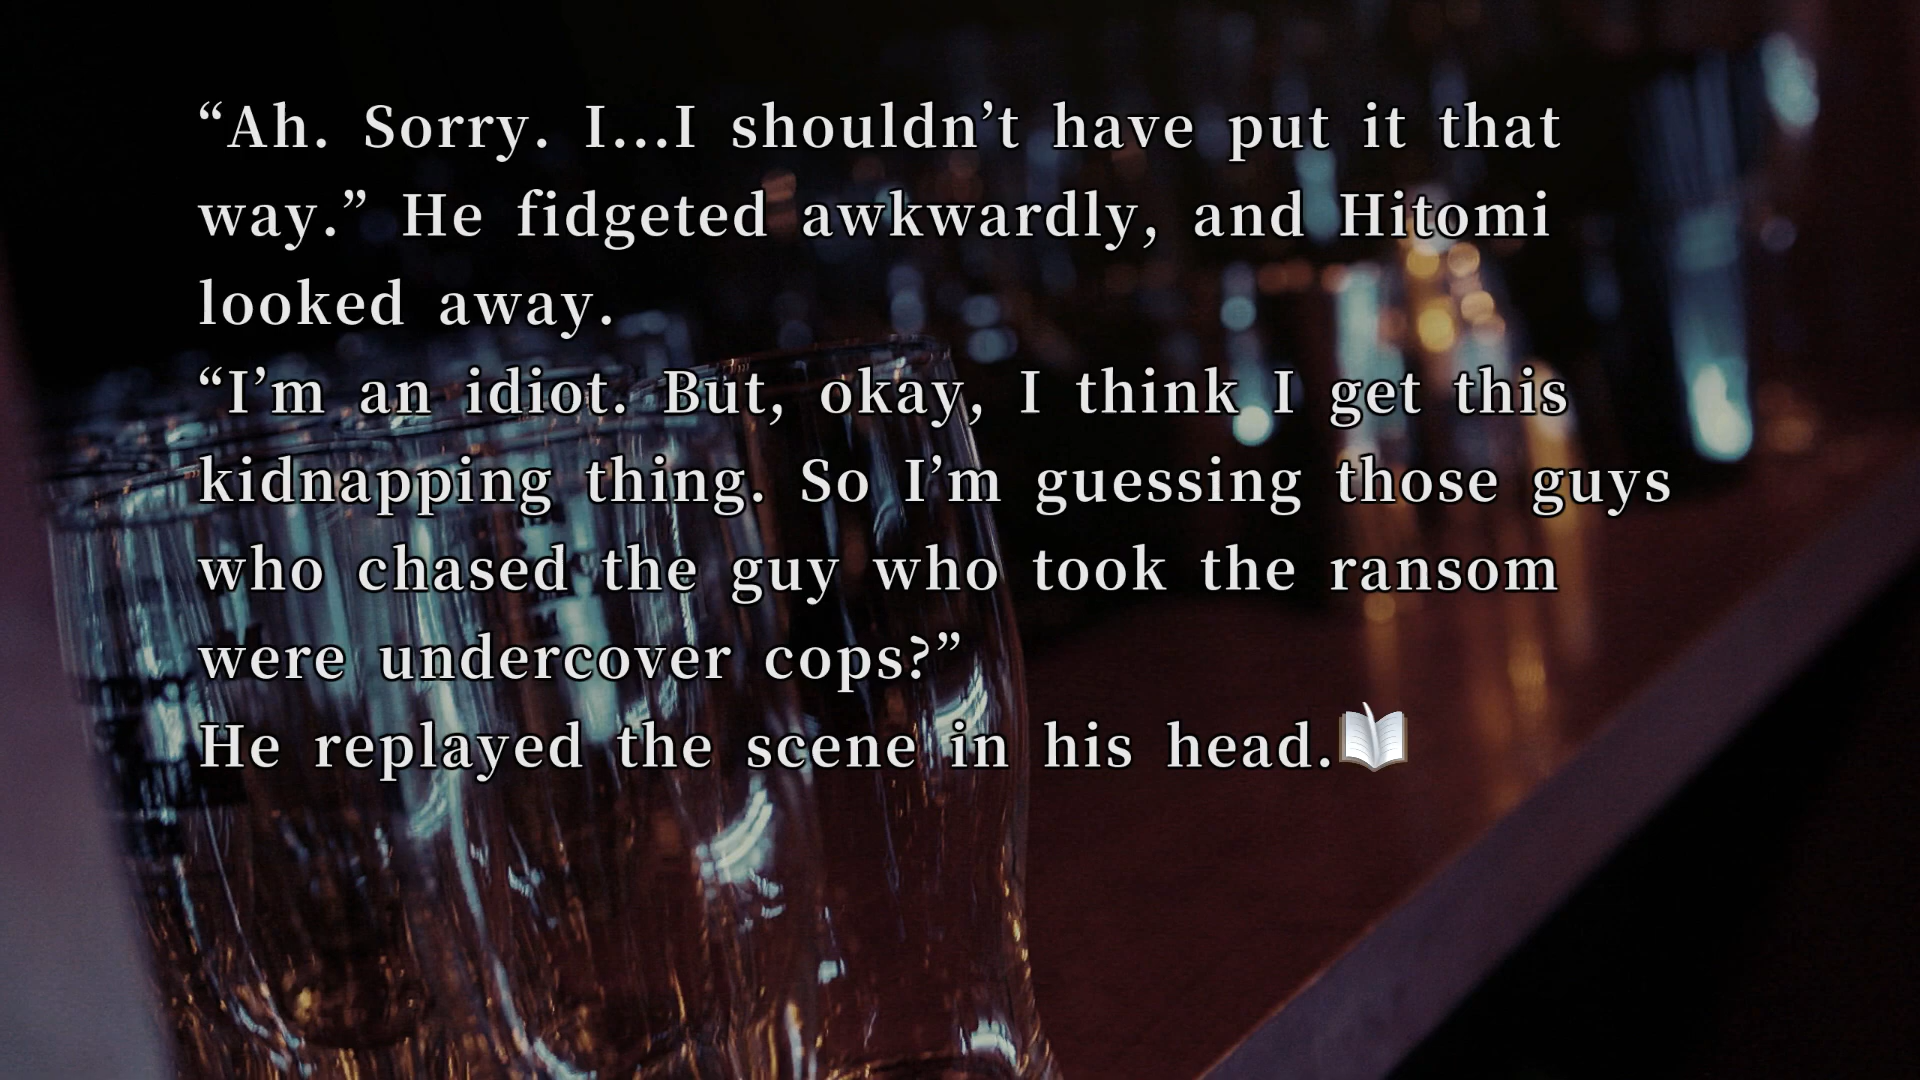 “Ah. Sorry. I...I shouldn’t have put it that
way.” He fidgeted awkwardly, and Hitomi
looked away.
“I’m an idiot. But, okay, I think I get this
kidnapping thing. So I’m guessing those guys
who chased the guy who took the ransom
were undercover cops?”
He replayed the scene in his head.